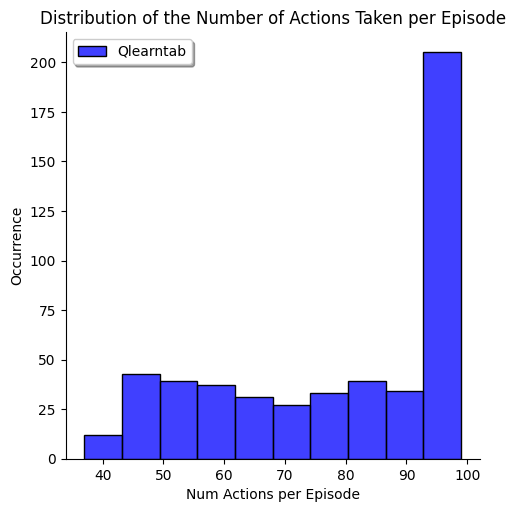 Distribution of the Number of Actions Taken per Episode
Qlearntab
Occurrence
200
175
150
125
100
75
50
25
0
40 50 60 70 80 90 100
Num Actions per Episode